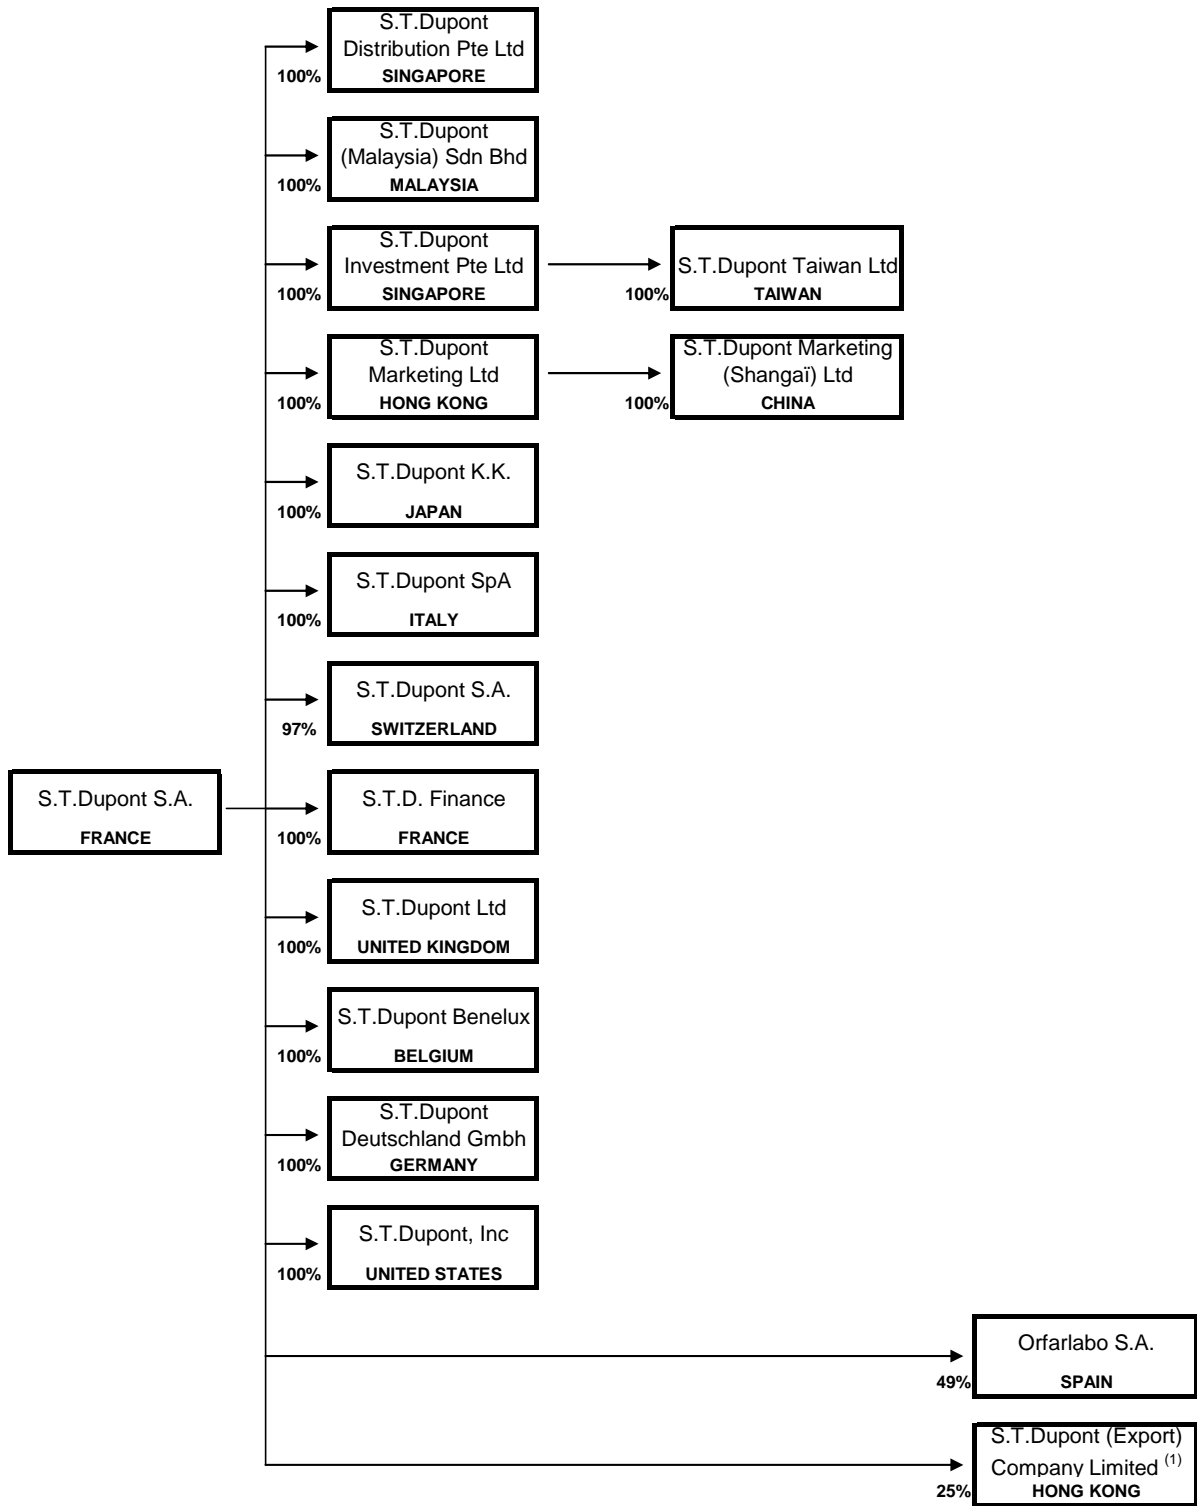 S.T.Dupont
Distribution Pte Ltd
100%
SINGAPORE
S.T.Dupont
(Malaysia) Sdn Bhd
100%
MALAYSIA
S.T.Dupont
Investment Pte Ltd
100%
SINGAPORE
S.T.Dupont Taiwan Ltd
100%
TAIWAN
S.T.Dupont
Marketing Ltd
100%
HONG KONG
S.T.Dupont Marketing
(Shangaï) Ltd
100%
CHINA
S.T.Dupont K.K.
100%
JAPAN
S.T.Dupont SpA
100%
ITALY
S.T.Dupont S.A.
97%
SWITZERLAND
S.T.Dupont S.A.
FRANCE
S.T.D. Finance
100%
FRANCE
S.T.Dupont Ltd
100%
UNITED KINGDOM
S.T.Dupont Benelux
100%
BELGIUM
S.T.Dupont
Deutschland Gmbh
100%
GERMANY
S.T.Dupont, Inc
100%
UNITED STATES
Orfarlabo S.A.
49%
SPAIN
S.T.Dupont (Export)
Company Limited (1)
25%
HONG KONG